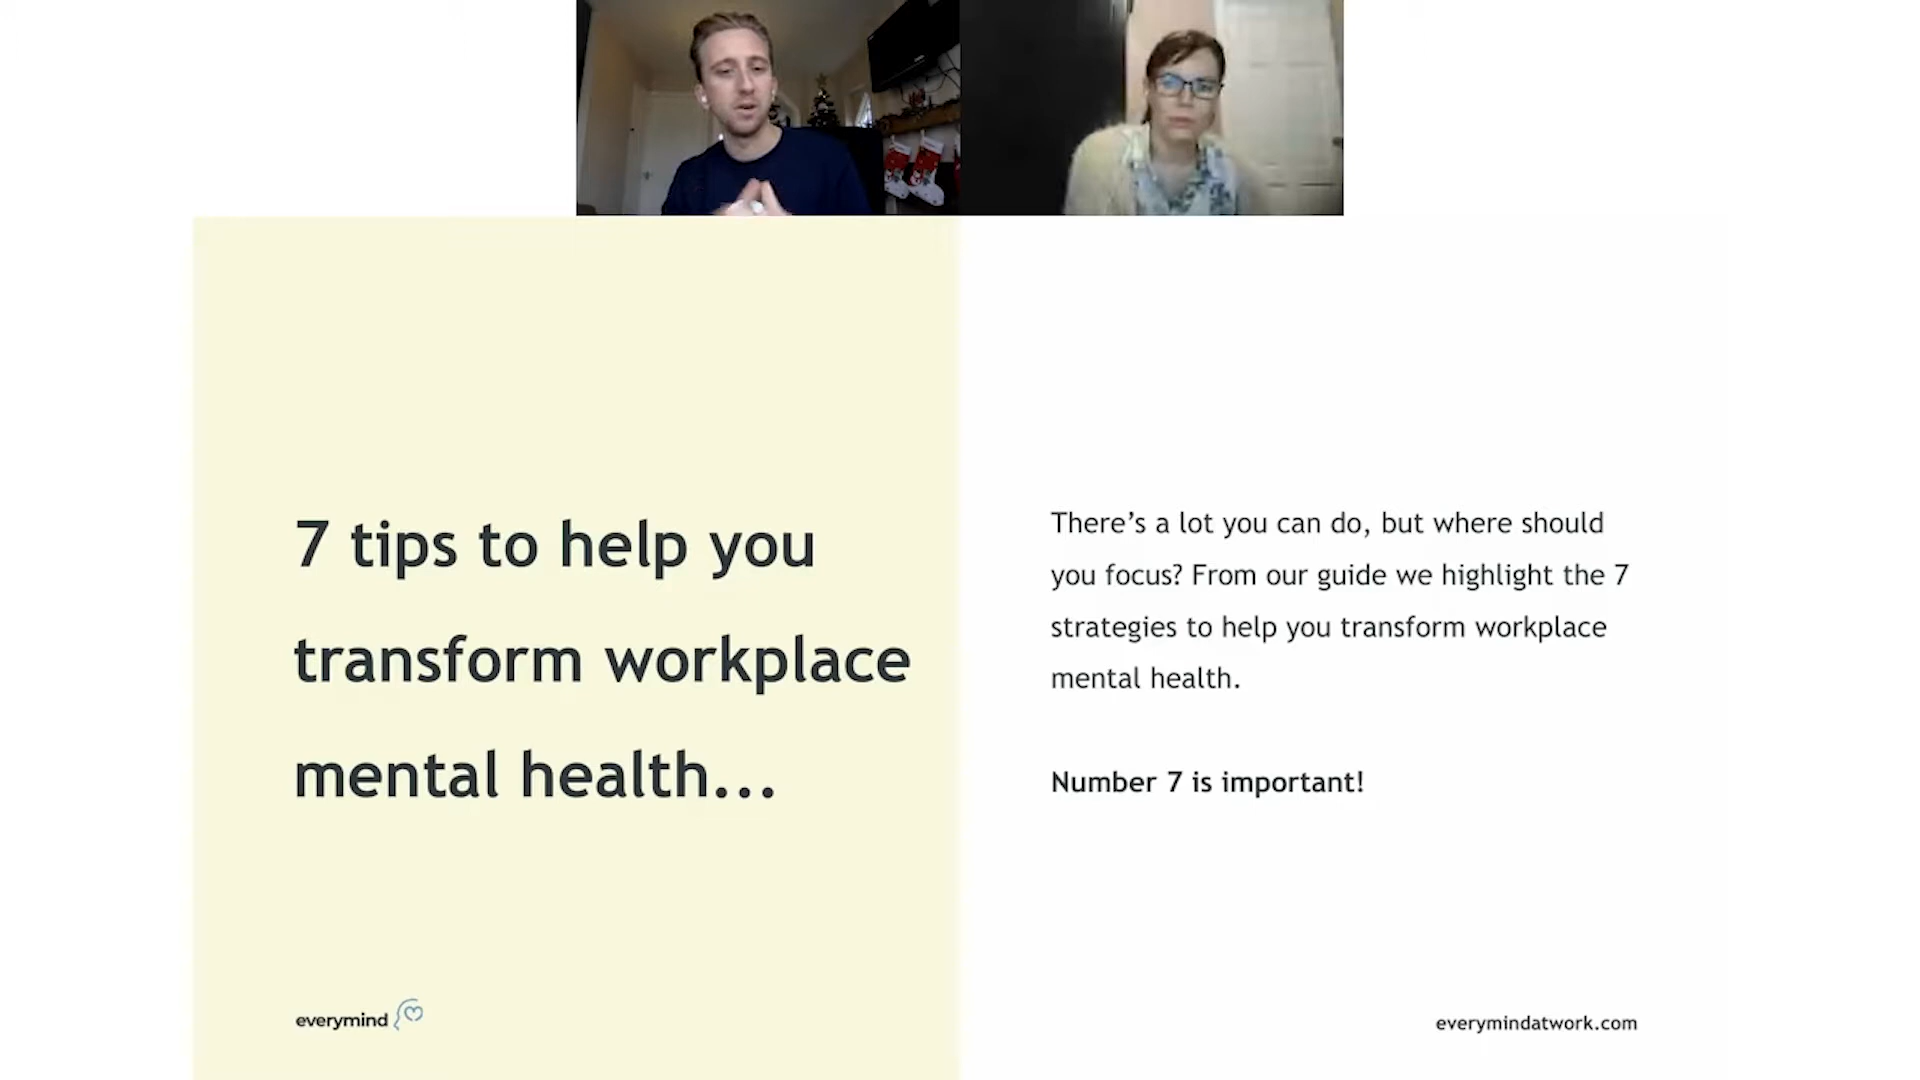 7 tips to help you
transform workplace
mental health...
There’s a lot you can do, but where should
you focus? From our guide we highlight the 7
strategies to help you transform workplace
mental health.
Number 7 is important!
everymind
everymindatwork.com